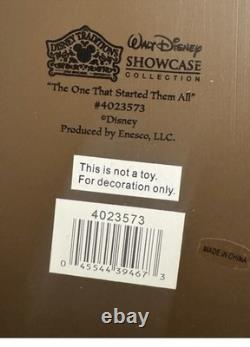 DISNEY TRADITIONS
WALT DISNEY
SHOWCASE
COLLECTION
"The One That Started Them All"
#4023573
©Disney
Produced by Enesco, LLC.
This is not a toy.
For decoration only.
4023573
0 45544 39467 3
MADE IN CHINA